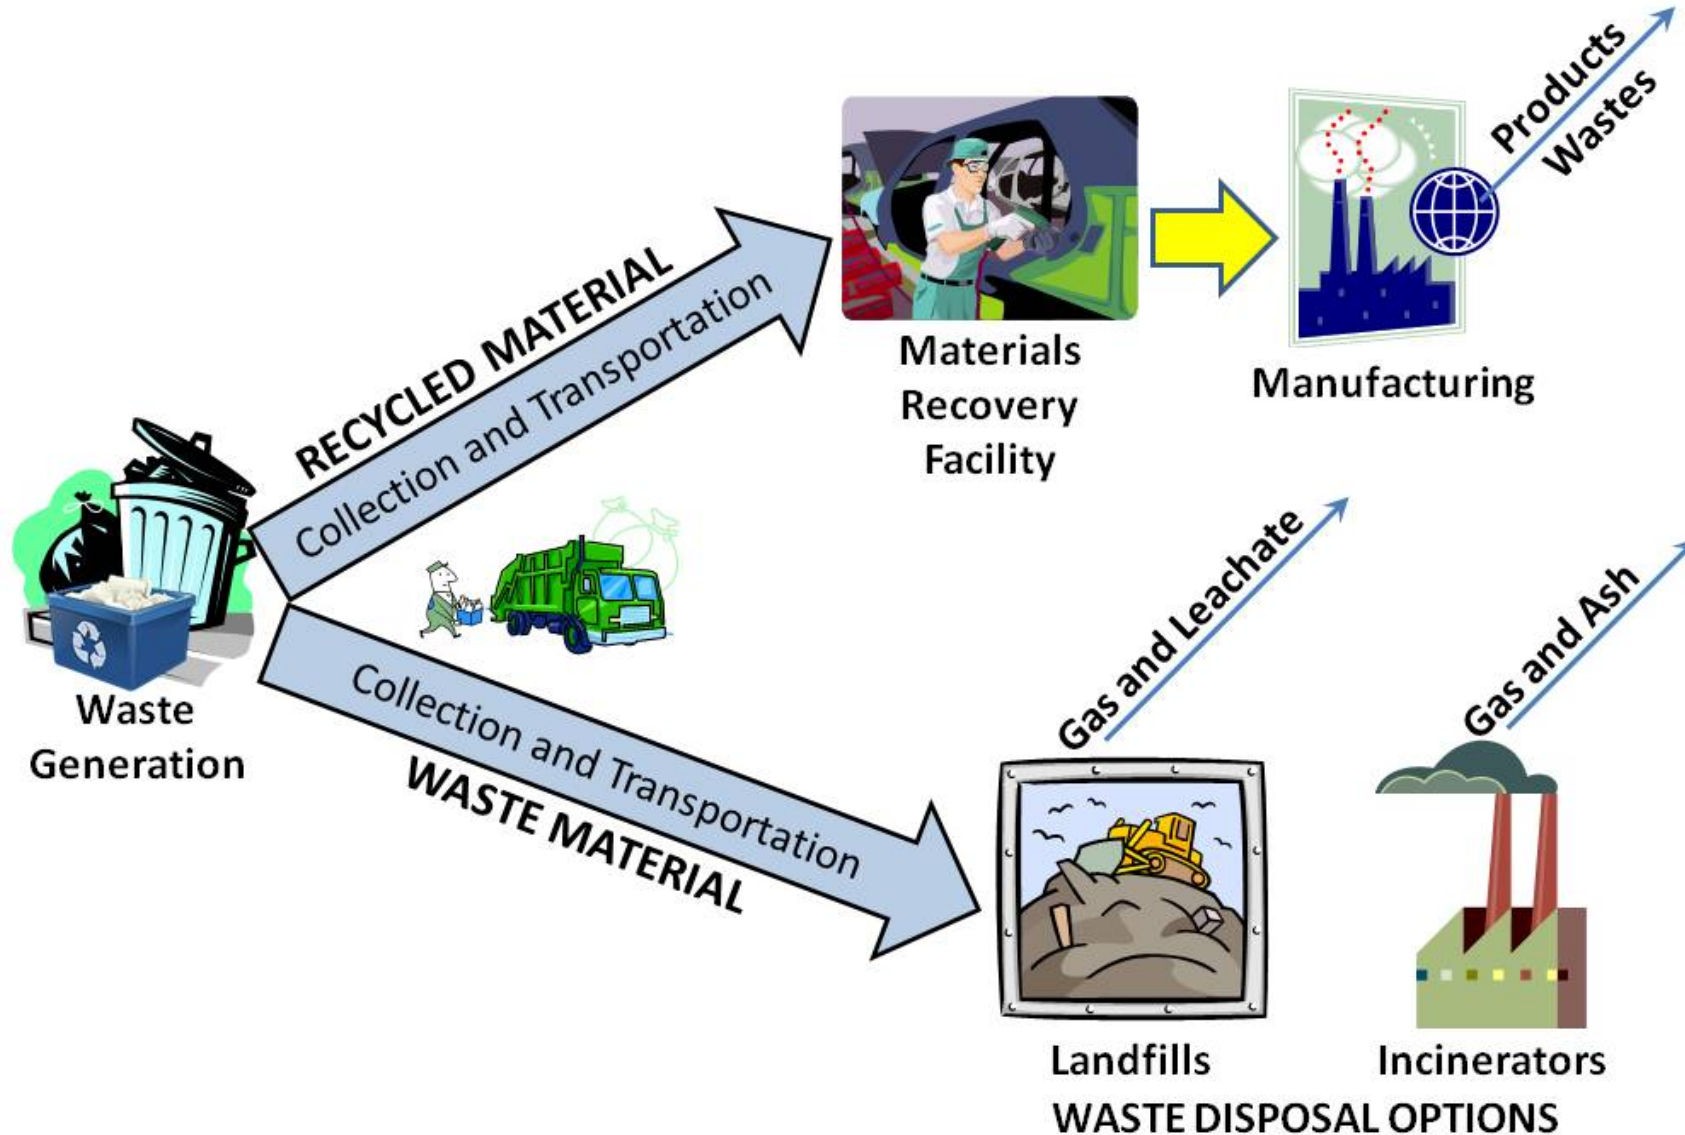 Products
Wastes
RECYCLED MATERIAL
Collection and Transportation
Materials
Recovery
Facility
Manufacturing
Waste
Generation
Collection and Transportation
WASTE MATERIAL
Gas and Leachate
Gas and Ash
Landfills
Incinerators
WASTE DISPOSAL OPTIONS